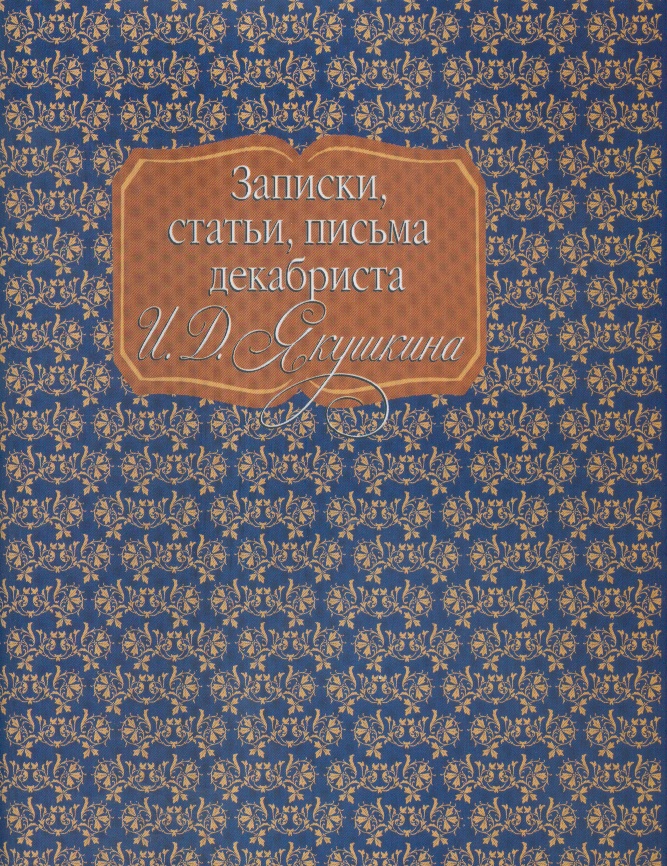 Записки,
статьи, письма
декабриста
И. Д. Якушкина